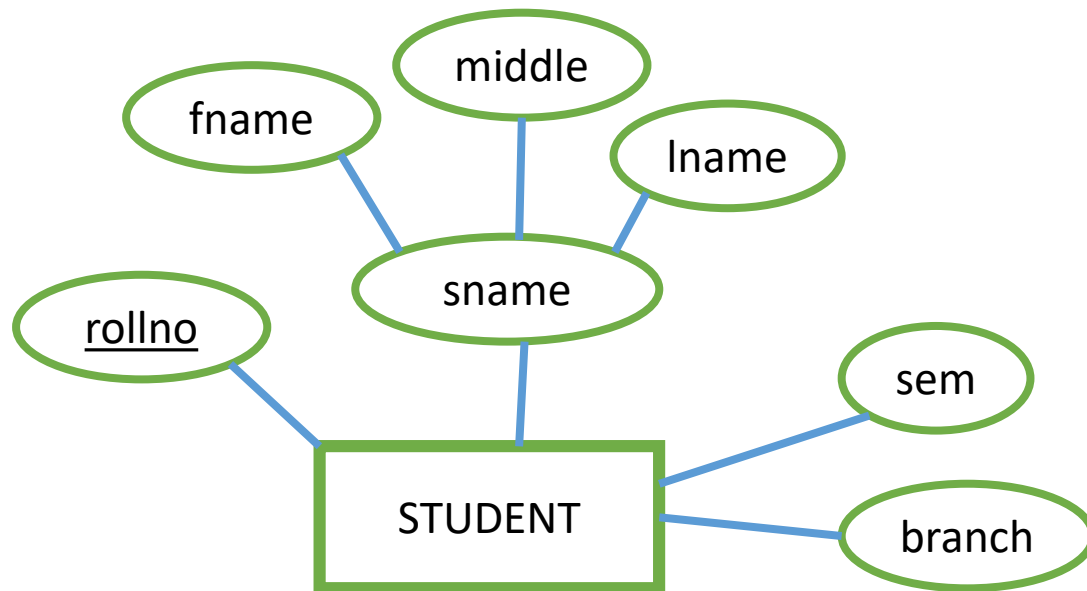 middle
fname
lname
sname
rollno
sem
STUDENT
branch